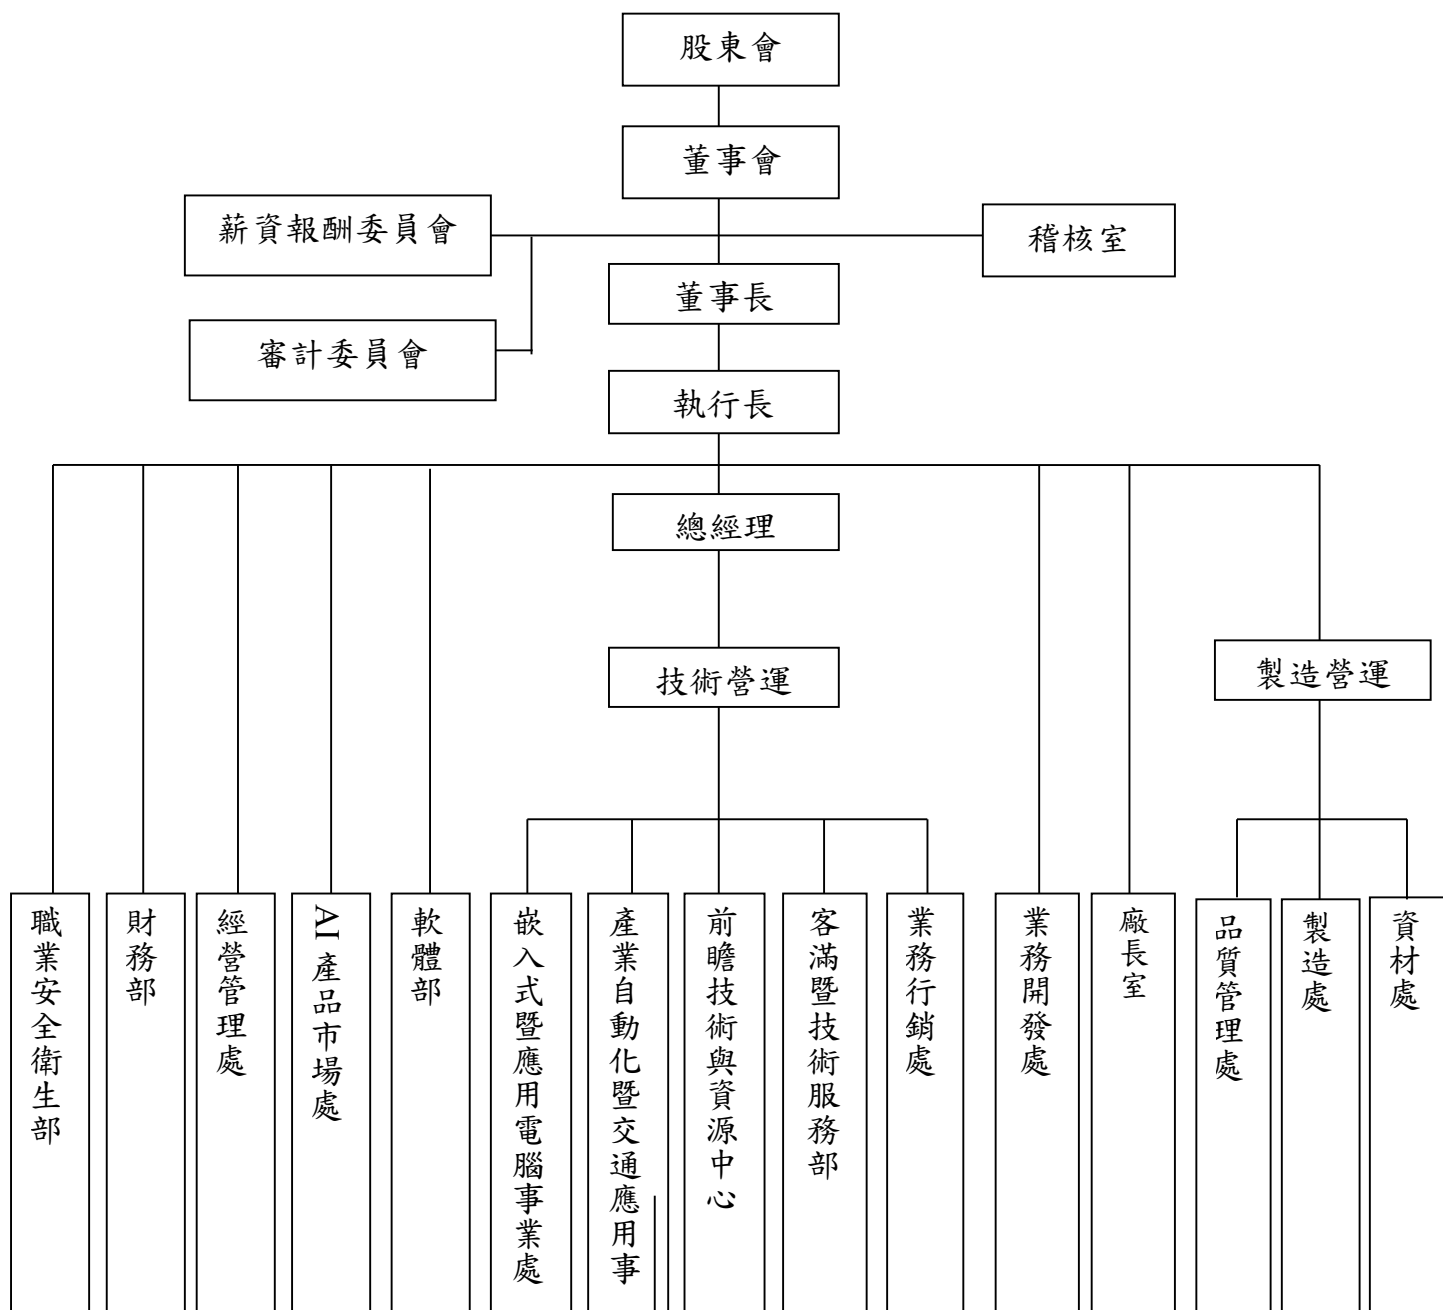 股東會
董事會
薪資報酬委員會
稽核室
董事長
審計委員會
執行長
總經理
技術營運
製造營運
職業安全衛生部
財務部
經營管理處
AI 產品市場處
軟體部
嵌入式暨應用電腦事業處
產業自動化暨交通應用事
前瞻技術與資源中心
客滿暨技術服務部
業務行銷處
業務開發處
廠長室
品質管理處
製造處
資材處